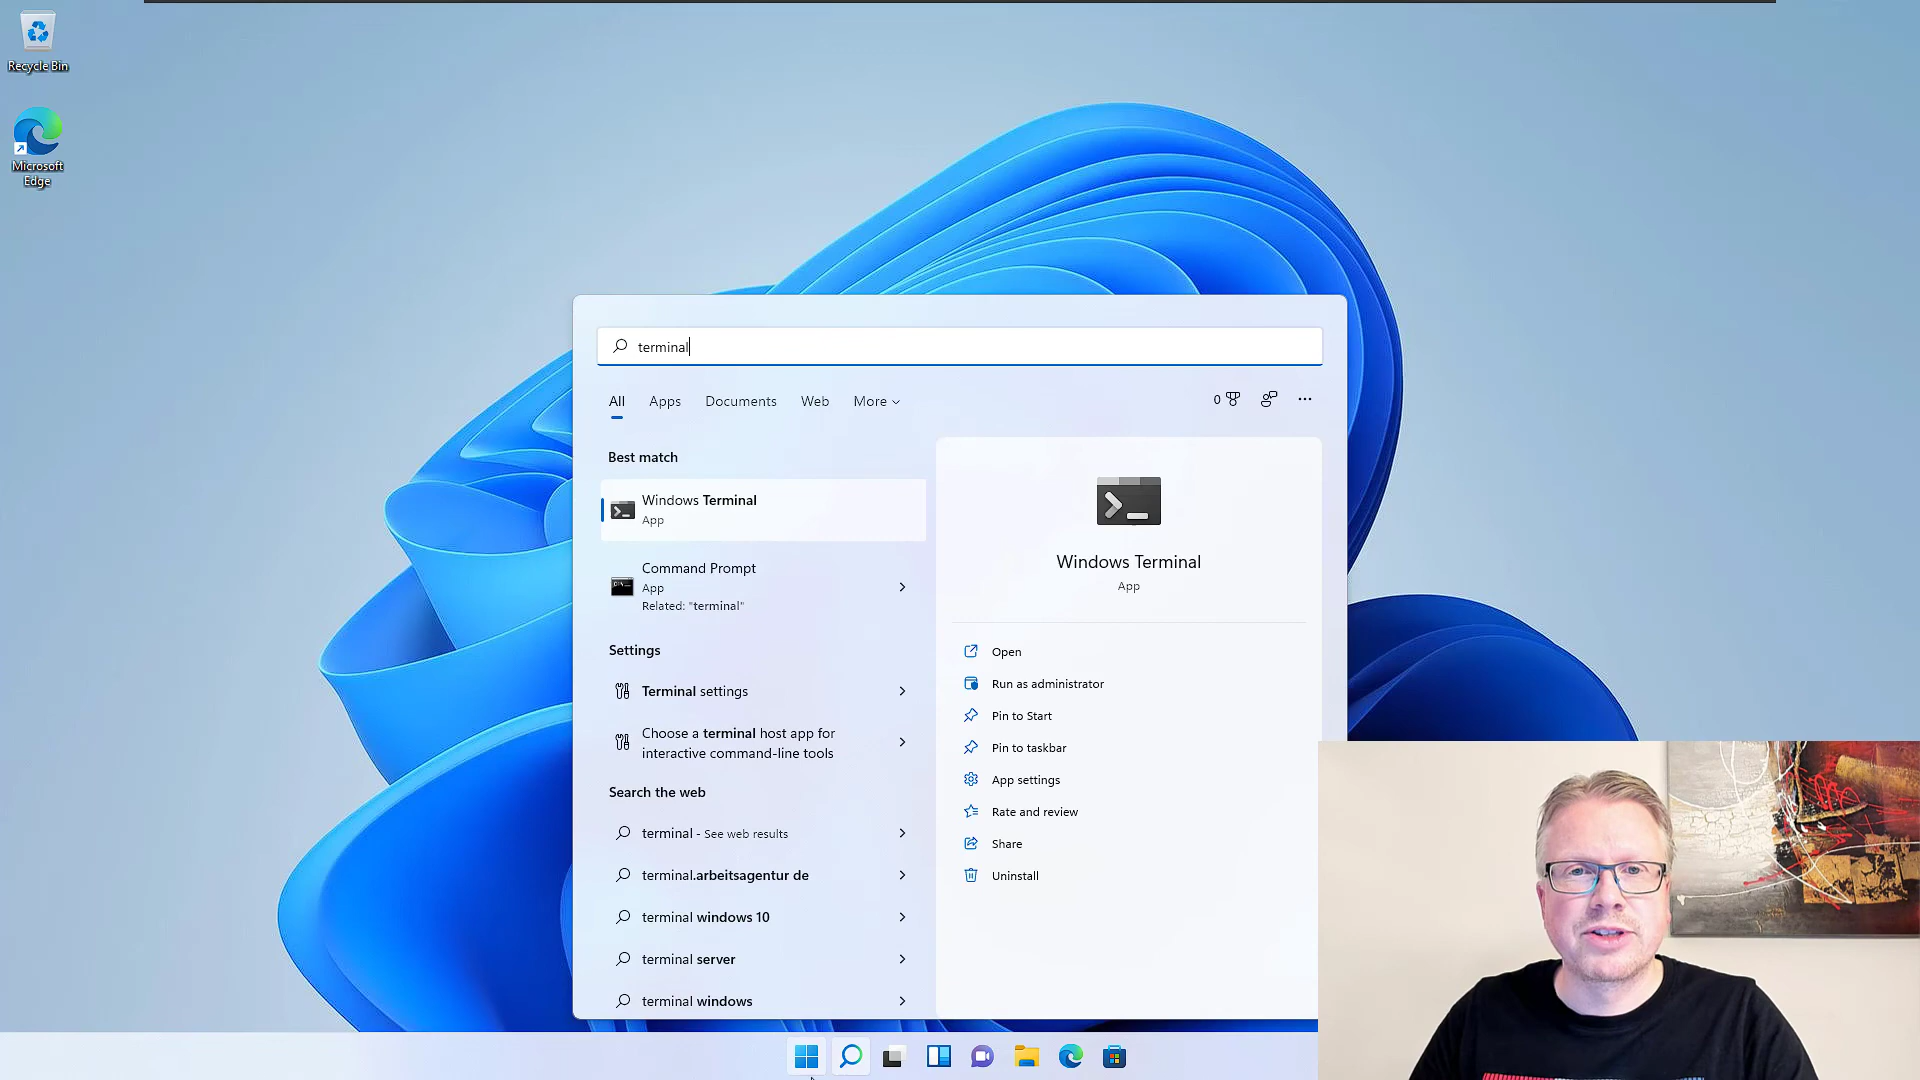 Recycle Bin
Microsoft
Edge
terminal
All
Apps
Documents
Web
More
0
Best match
Windows Terminal
App
Command Prompt
App
Related: "terminal"
Settings
Terminal settings
Choose a terminal host app for
interactive command-line tools
Search the web
terminal - See web results
terminal.arbeitsagentur de
terminal windows 10
terminal server
terminal windows
Windows Terminal
App
Open
Run as administrator
Pin to Start
Pin to taskbar
App settings
Rate and review
Share
Uninstall